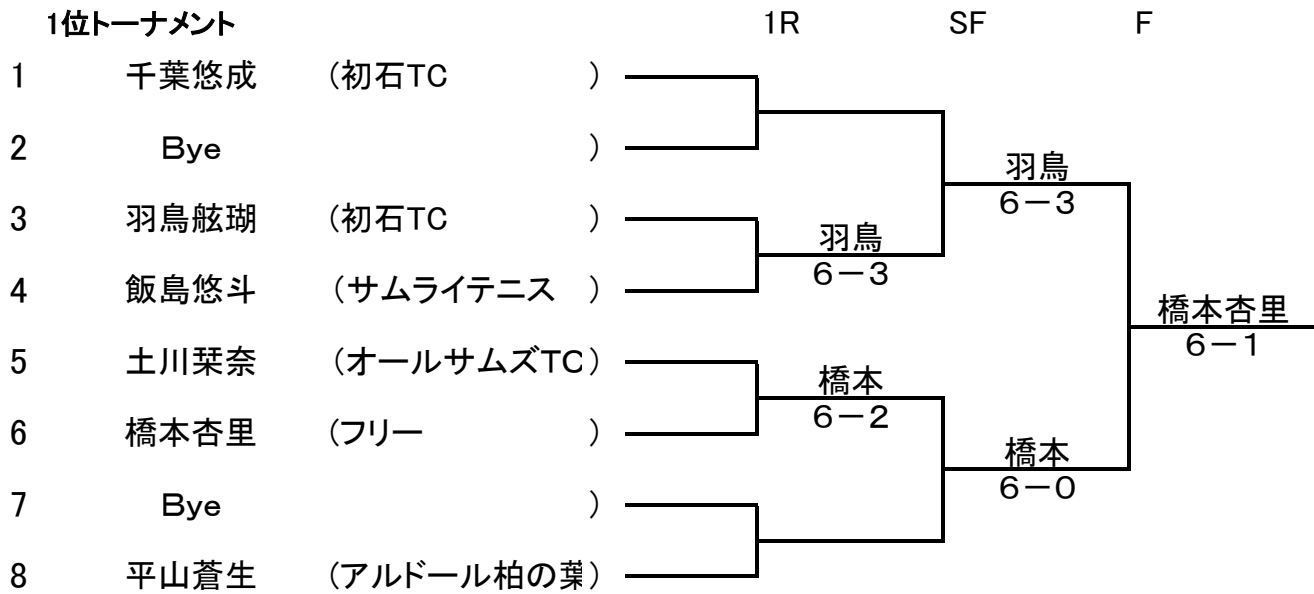 1位トーナメント 1R SF F
1 千葉悠成 (初石TC )
2 Bye )
羽鳥
6-3
3 羽鳥舷瑚 (初石TC )
羽鳥
6-3
4 飯島悠斗 (サムライテニス )
橋本杏里
6-1
5 土川栞奈 (オールサムズTC)
橋本
6-2
6 橋本杏里 (フリー )
橋本
6-0
7 Bye )
8 平山蒼生 (アルドール柏の葉)